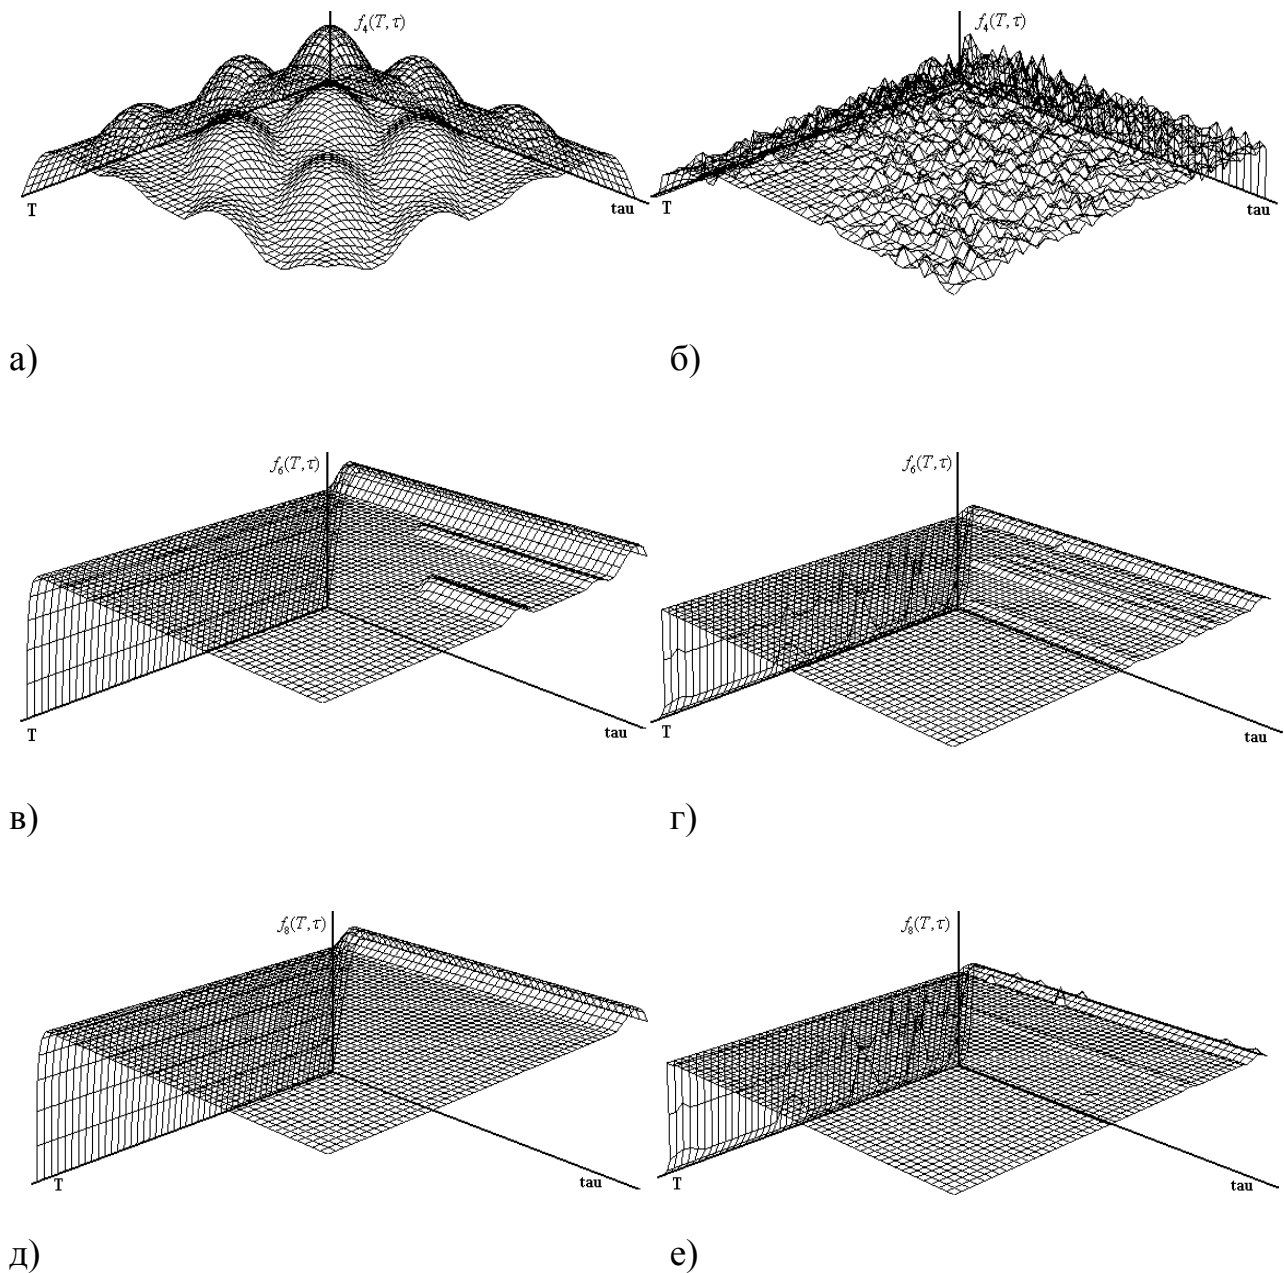 f₄(T,τ) f₄(T,τ)
T tau T tau
а) б)
f₆(T,τ) f₆(T,τ)
T tau T tau
в) г)
f₈(T,τ) f₈(T,τ)
T tau T tau
д) е)